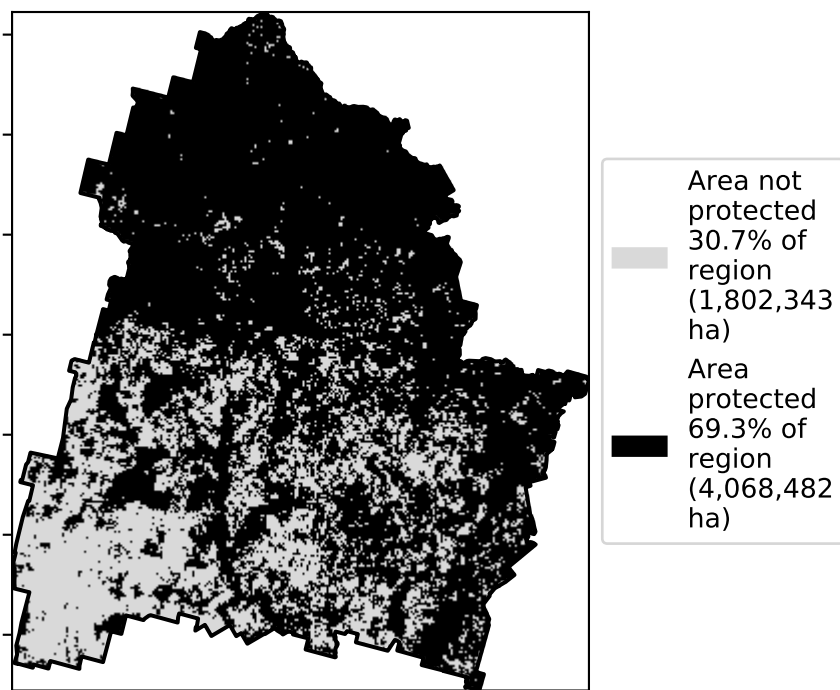 Area not
protected
30.7% of
region
(1,802,343
ha)
Area
protected
69.3% of
region
(4,068,482
ha)